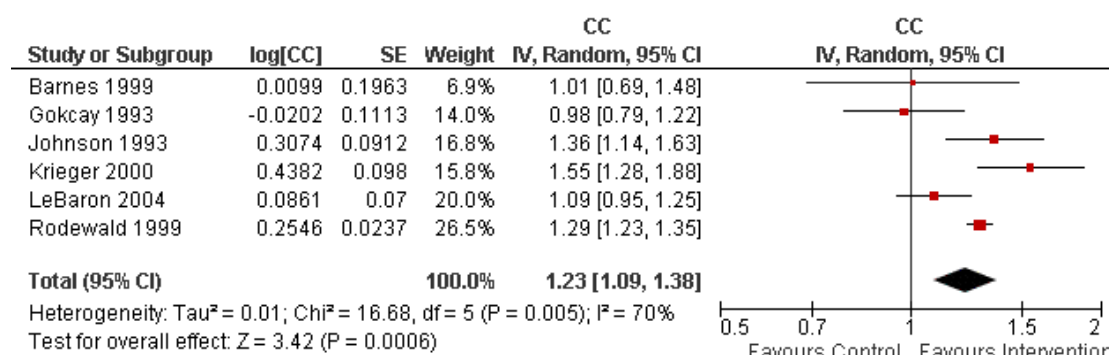 CC CC
Study or Subgroup log[CC] SE Weight IV, Random, 95% CI IV, Random, 95% CI
Barnes 1999 0.0099 0.1963 6.9% 1.01 [0.69, 1.48]
Gokcay 1993 -0.0202 0.1113 14.0% 0.98 [0.79, 1.22]
Johnson 1993 0.3074 0.0912 16.8% 1.36 [1.14, 1.63]
Krieger 2000 0.4382 0.098 15.8% 1.55 [1.28, 1.88]
LeBaron 2004 0.0861 0.07 20.0% 1.09 [0.95, 1.25]
Rodewald 1999 0.2546 0.0237 26.5% 1.29 [1.23, 1.35]
Total (95% CI) 100.0% 1.23 [1.09, 1.38]
Heterogeneity: Tau² = 0.01; Chi² = 16.68, df = 5 (P = 0.005); I² = 70%
Test for overall effect: Z = 3.42 (P = 0.0006)
0.5 0.7 1 1.5 2
Favours Control Favours Intervention